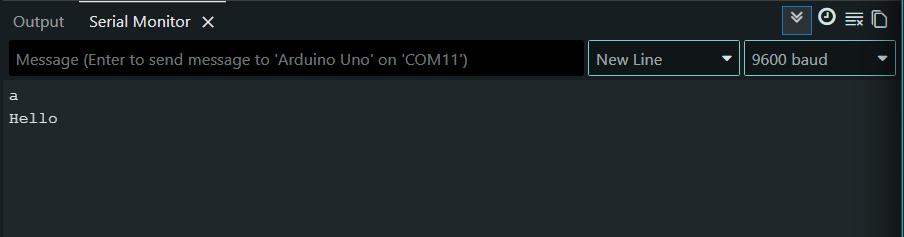 Output Serial Monitor
Message (Enter to send message to 'Arduino Uno' on 'COM11') New Line 9600 baud
a
Hello